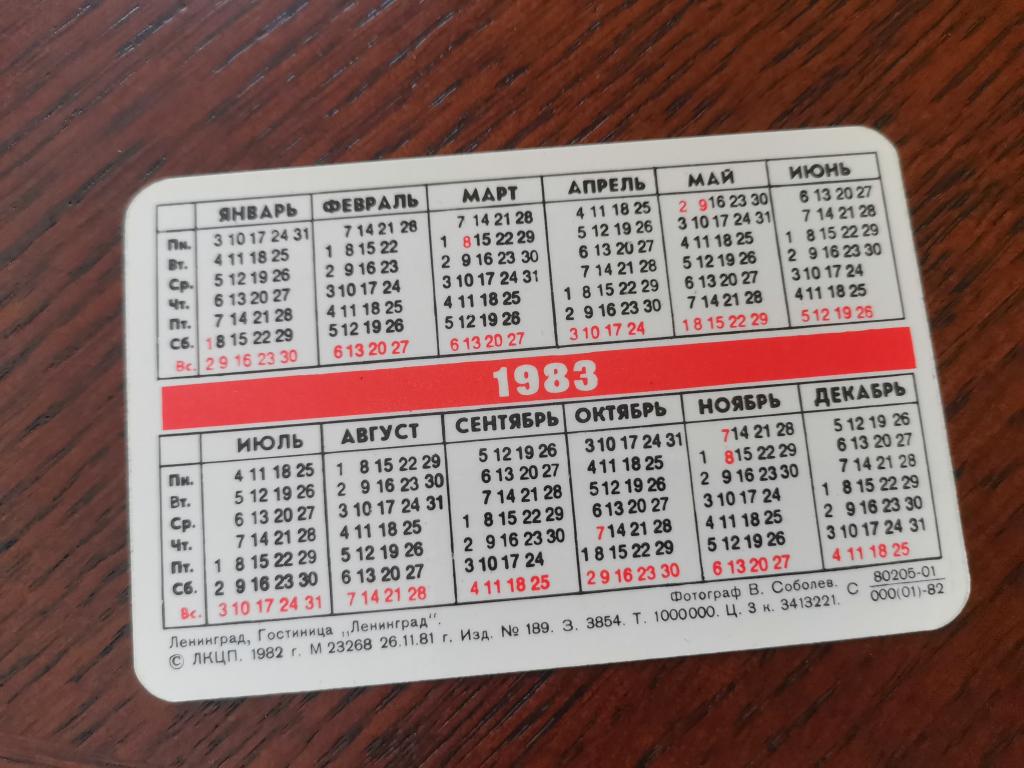 ЯНВАРЬ ФЕВРАЛЬ МАРТ АПРЕЛЬ МАЙ ИЮНЬ
Пн. 3 10 17 24 31 7 14 21 28 7 14 21 28 4 11 18 25 2 9 16 23 30 6 13 20 27
Вт. 4 11 18 25 1 8 15 22 1 8 15 22 29 5 12 19 26 3 10 17 24 31 7 14 21 28
Ср. 5 12 19 26 2 9 16 23 2 9 16 23 30 6 13 20 27 4 11 18 25 1 8 15 22 29
Чт. 6 13 20 27 3 10 17 24 3 10 17 24 31 7 14 21 28 5 12 19 26 2 9 16 23 30
Пт. 7 14 21 28 4 11 18 25 4 11 18 25 1 8 15 22 29 6 13 20 27 3 10 17 24
Сб. 1 8 15 22 29 5 12 19 26 5 12 19 26 2 9 16 23 30 7 14 21 28 4 11 18 25
Вс. 2 9 16 23 30 6 13 20 27 6 13 20 27 3 10 17 24 1 8 15 22 29 5 12 19 26
1983
ИЮЛЬ АВГУСТ СЕНТЯБРЬ ОКТЯБРЬ НОЯБРЬ ДЕКАБРЬ
Пн. 4 11 18 25 1 8 15 22 29 5 12 19 26 3 10 17 24 31 7 14 21 28 5 12 19 26
Вт. 5 12 19 26 2 9 16 23 30 6 13 20 27 4 11 18 25 1 8 15 22 29 6 13 20 27
Ср. 6 13 20 27 3 10 17 24 31 7 14 21 28 5 12 19 26 2 9 16 23 30 7 14 21 28
Чт. 7 14 21 28 4 11 18 25 1 8 15 22 29 6 13 20 27 3 10 17 24 1 8 15 22 29
Пт. 1 8 15 22 29 5 12 19 26 2 9 16 23 30 7 14 21 28 4 11 18 25 2 9 16 23 30
Сб. 2 9 16 23 30 6 13 20 27 3 10 17 24 1 8 15 22 29 5 12 19 26 3 10 17 24 31
Вс. 3 10 17 24 31 7 14 21 28 4 11 18 25 2 9 16 23 30 6 13 20 27 4 11 18 25
Ленинград, Гостиница „Ленинград". Фотограф В. Соболев.
© ЛКЦП. 1982 г. М 23268 26.11.81 г. Изд. № 189. З. 3854. Т. 1000000. Ц. 3 к. 3413221. С 80205-01
000(01)-82